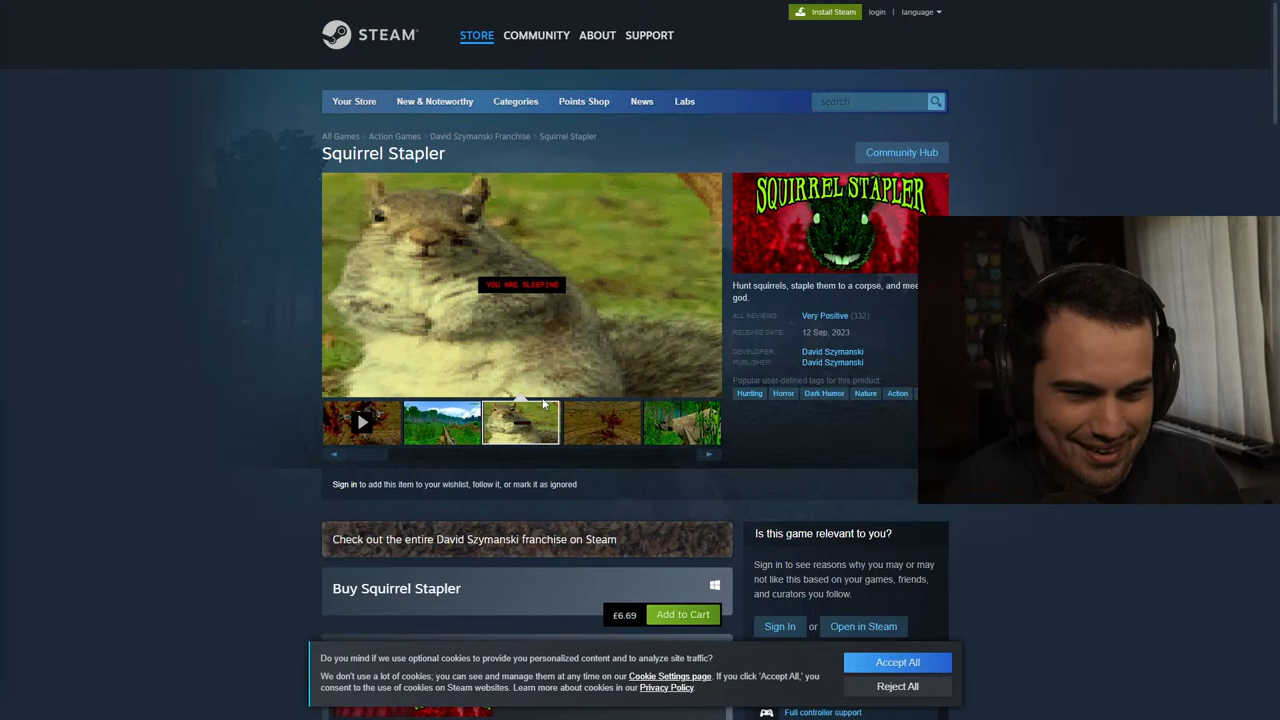 Install Steam login | language
STEAM® STORE COMMUNITY ABOUT SUPPORT
Your Store New & Noteworthy Categories Points Shop News Labs search
All Games > Action Games > David Szymanski Franchise > Squirrel Stapler
Squirrel Stapler
Community Hub
YOU ARE SLEEPING
SQUIRREL STAPLER
Hunt squirrels, staple them to a corpse, and mee
god.
ALL REVIEWS: Very Positive (332)
RELEASE DATE: 12 Sep, 2023
DEVELOPER: David Szymanski
PUBLISHER: David Szymanski
Popular user-defined tags for this product:
Hunting Horror Dark Humor Nature Action
Sign in to add this item to your wishlist, follow it, or mark it as ignored
Check out the entire David Szymanski franchise on Steam
Buy Squirrel Stapler
£6.69 Add to Cart
Is this game relevant to you?
Sign in to see reasons why you may or may
not like this based on your games, friends,
and curators you follow.
Sign In or Open in Steam
Do you mind if we use optional cookies to provide you personalized content and to analyze site traffic?
We don't use a lot of cookies; you can see and manage them at any time on our Cookie Settings page. If you click 'Accept All,' you
consent to the use of cookies on Steam websites. Learn more about cookies in our Privacy Policy.
Accept All
Reject All
Full controller support